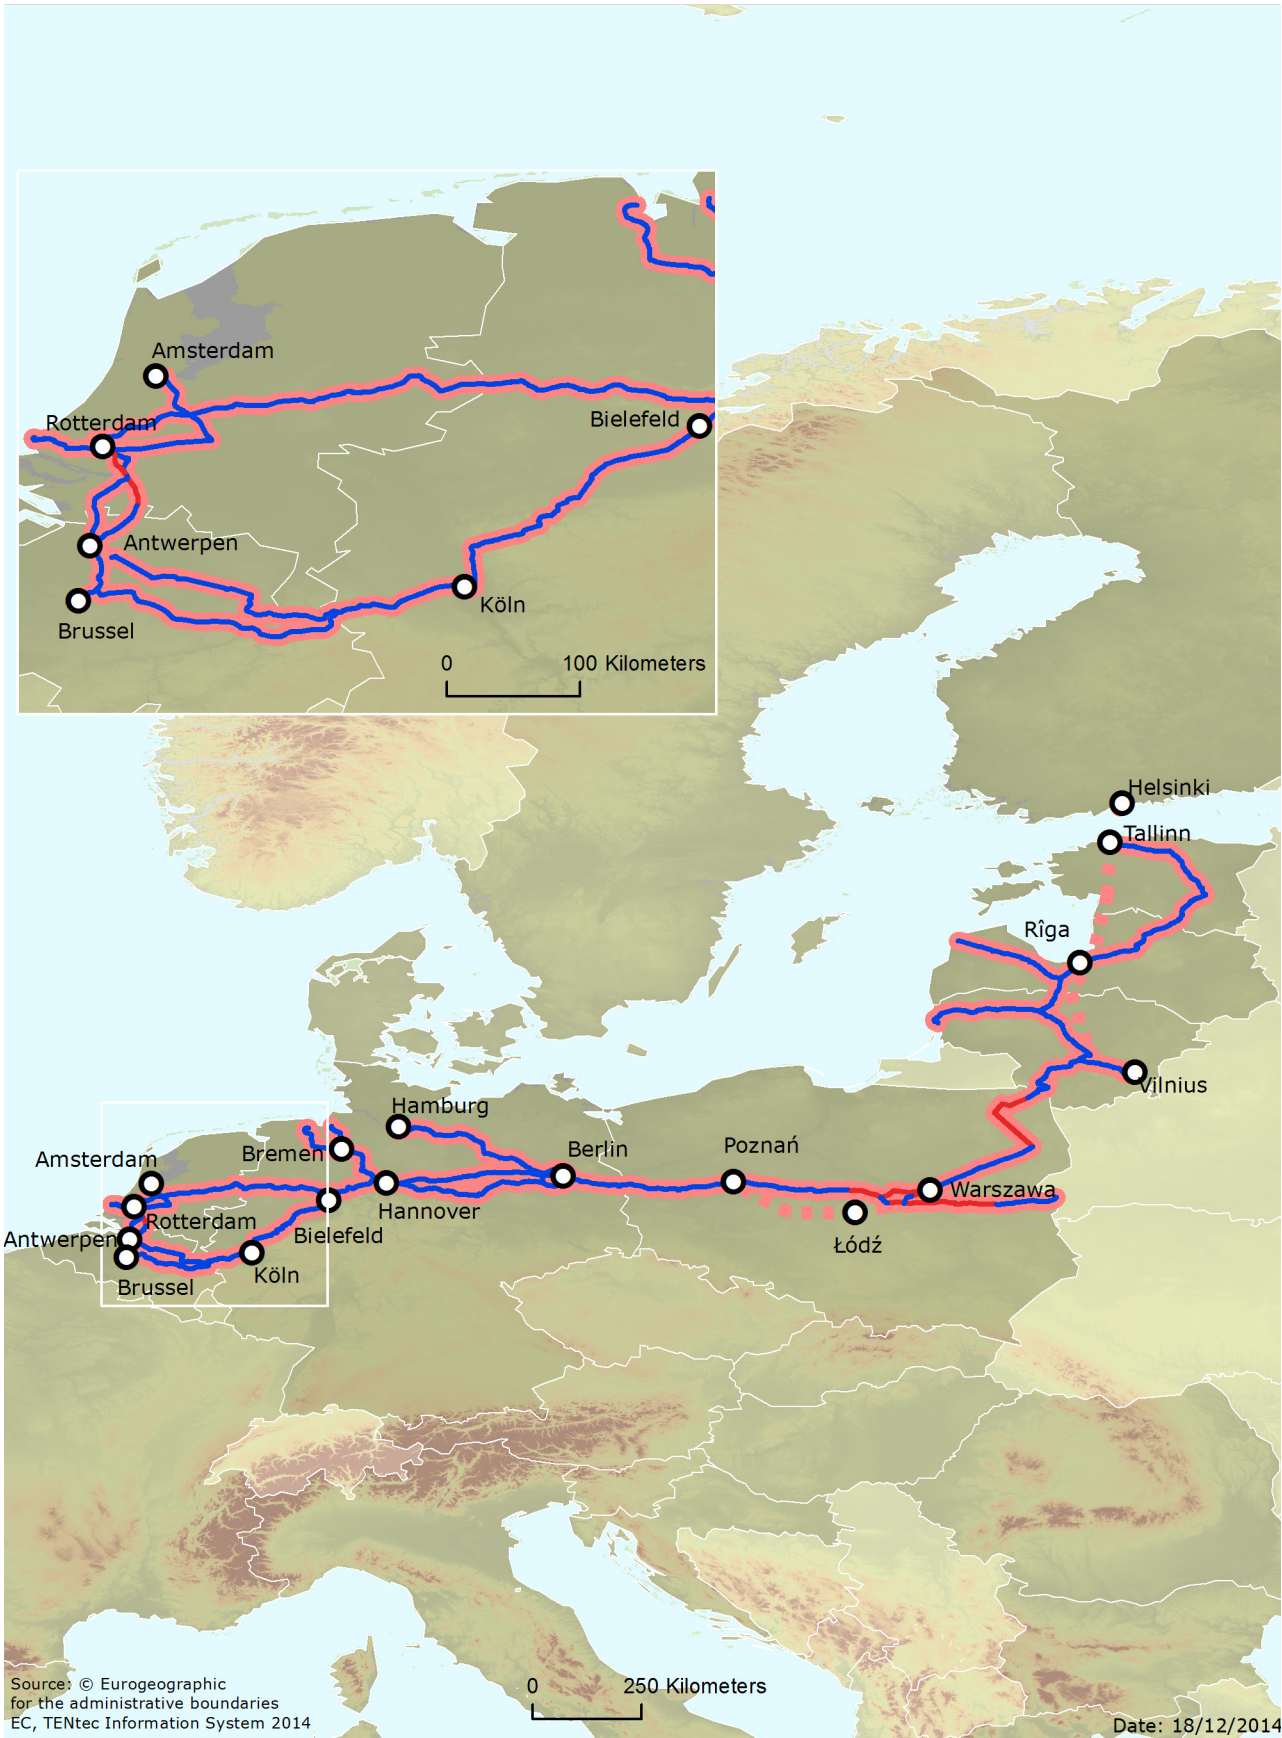 Amsterdam
Rotterdam
Bielefeld
Antwerpen
Köln
Brussel
0 100 Kilometers
Helsinki
Tallinn
Rîga
Vilnius
Hamburg
Bremen
Berlin
Poznań
Amsterdam
Warszawa
Hannover
Rotterdam
Bielefeld
Antwerpen
Łódź
Köln
Brussel
Source: © Eurogeographic
for the administrative boundaries
EC, TENtec Information System 2014
0 250 Kilometers
Date: 18/12/2014